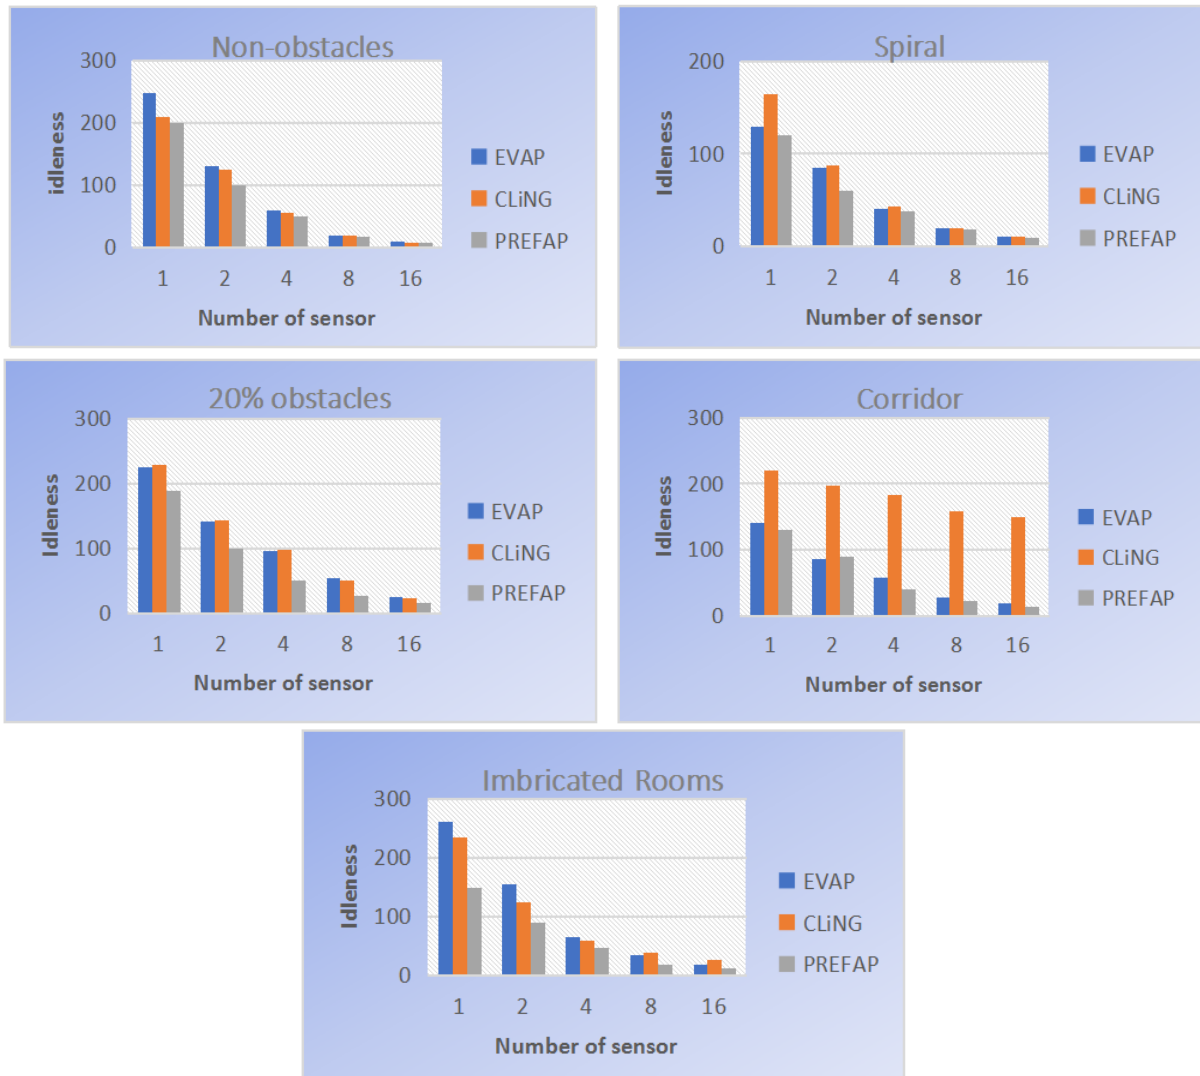 Non-obstacles
300
200
100
0
idleness
1 2 4 8 16
Number of sensor
EVAP
CLiNG
PREFAP
Spiral
200
100
0
Idleness
1 2 4 8 16
Number of sensor
EVAP
CLiNG
PREFAP
20% obstacles
300
200
100
0
Idleness
1 2 4 8 16
Number of sensor
EVAP
CLiNG
PREFAP
Corridor
300
200
100
0
Idleness
1 2 4 8 16
Number of sensor
EVAP
CLiNG
PREFAP
Imbricated Rooms
300
200
100
0
Idleness
1 2 4 8 16
Number of sensor
EVAP
CLiNG
PREFAP